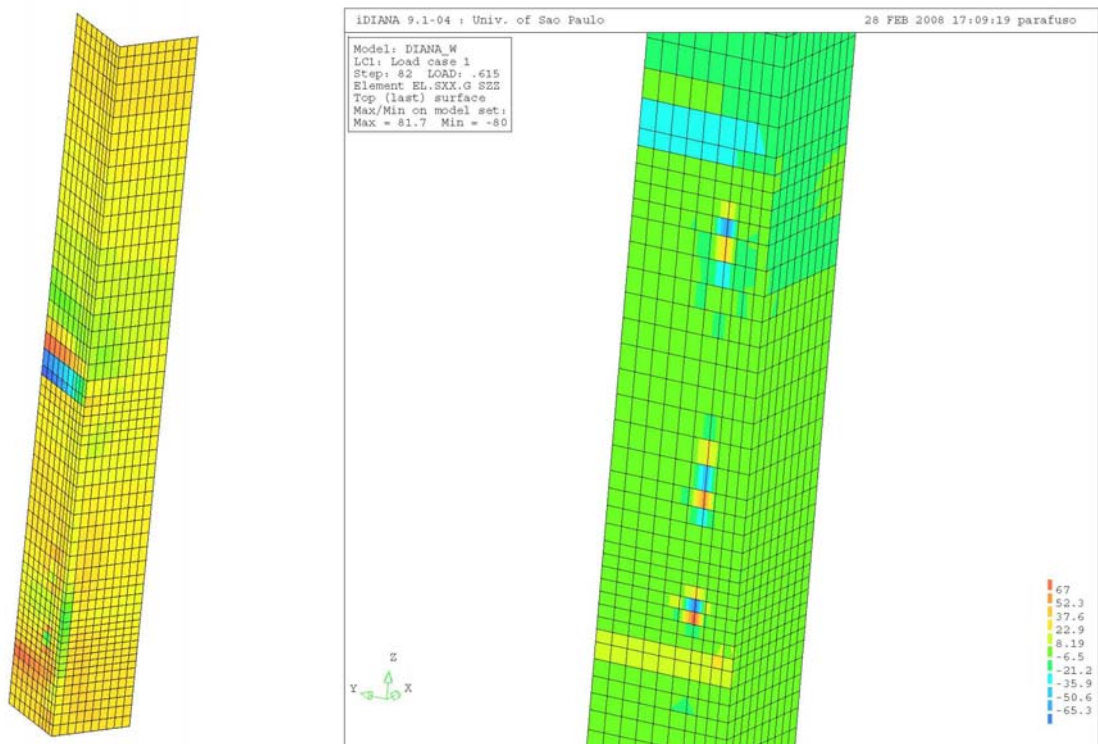 iDIANA 9.1-04 : Univ. of Sao Paulo 28 FEB 2008 17:09:19 parafuso
Model: DIANA_W
LC1: Load case 1
Step: 82 LOAD: .615
Element EL.SXX.G SZZ
Top (last) surface
Max/Min on model set:
Max = 81.7 Min = -80
67
52.3
37.6
22.9
8.19
-6.5
-21.2
-35.9
-50.6
-65.3
Z
Y X